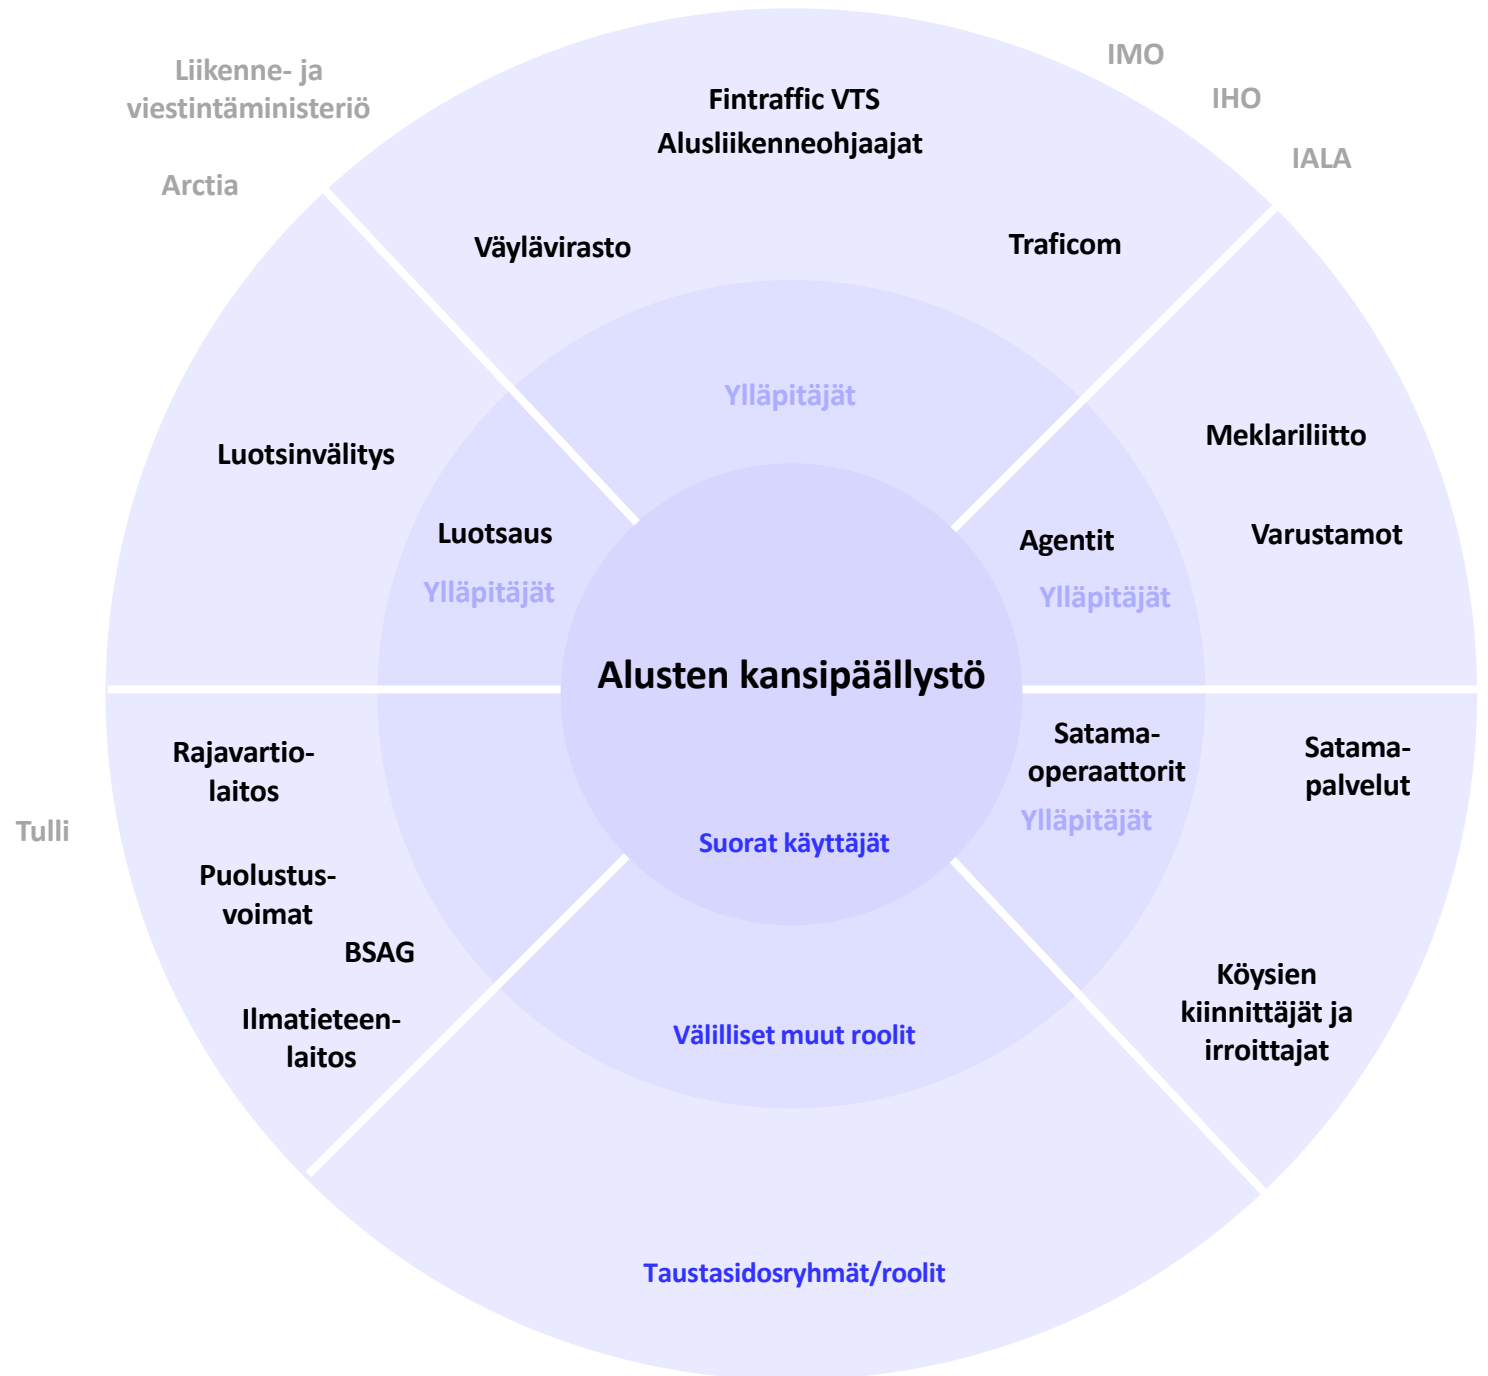 Liikenne- ja
viestintäministeriö
Arctia
IMO
IHO
IALA
Fintraffic VTS
Alusliikenneohjaajat
Väylävirasto
Traficom
Ylläpitäjät
Luotsinvälitys
Luotsaus
Ylläpitäjät
Meklariliitto
Varustamot
Agentit
Ylläpitäjät
Alusten kansipäällystö
Suorat käyttäjät
Rajavartio-
laitos
Tulli
Puolustus-
voimat
BSAG
Ilmatieteen-
laitos
Satama-
operaattorit
Ylläpitäjät
Satama-
palvelut
Köysien
kiinnittäjät ja
irroittajat
Välilliset muut roolit
Taustasidosryhmät/roolit